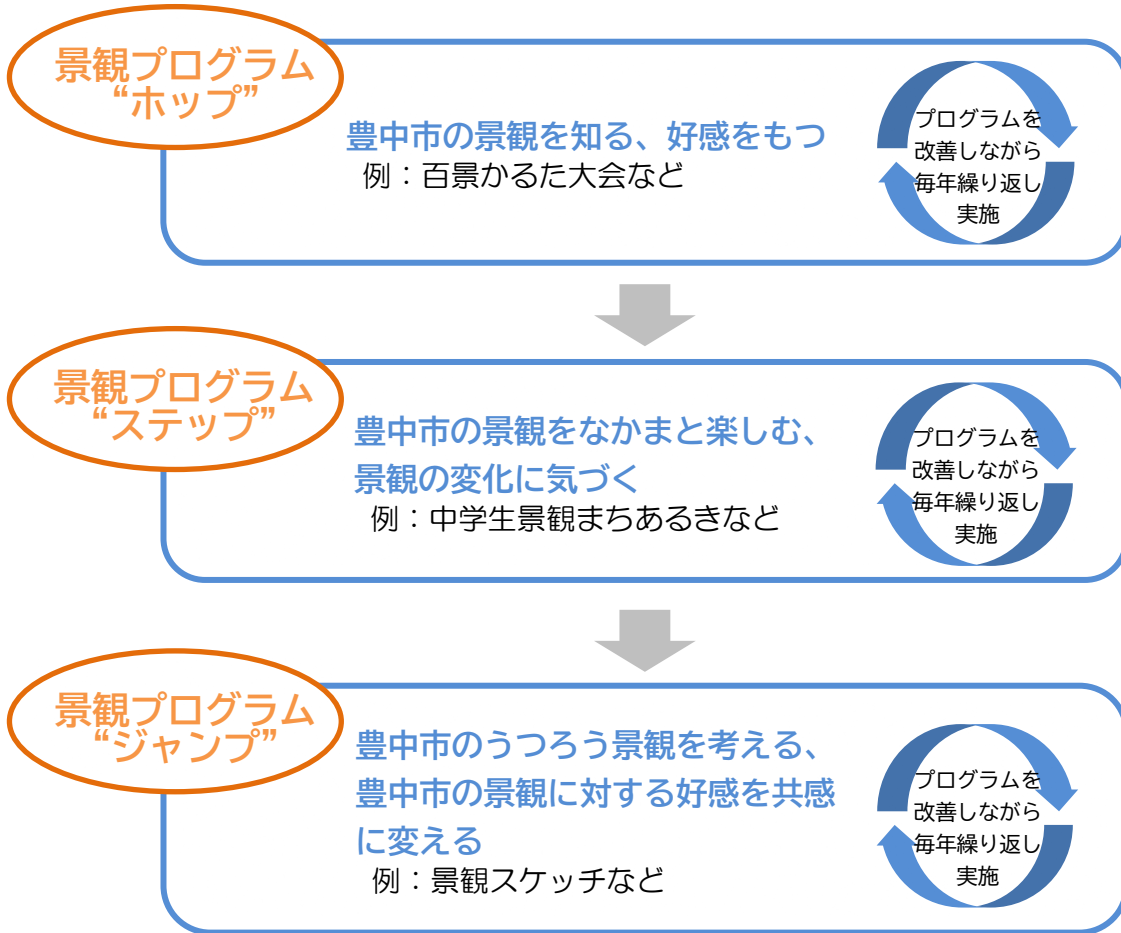 景観プログラム
“ホップ”
豊中市の景観を知る、好感をもつ
例：百景かるた大会など
プログラムを
改善しながら
毎年繰り返し
実施
景観プログラム
“ステップ”
豊中市の景観をなかまと楽しむ、
景観の変化に気づく
例：中学生景観まちあるきなど
プログラムを
改善しながら
毎年繰り返し
実施
景観プログラム
“ジャンプ”
豊中市のうつろう景観を考える、
豊中市の景観に対する好感を共感
に変える
例：景観スケッチなど
プログラムを
改善しながら
毎年繰り返し
実施